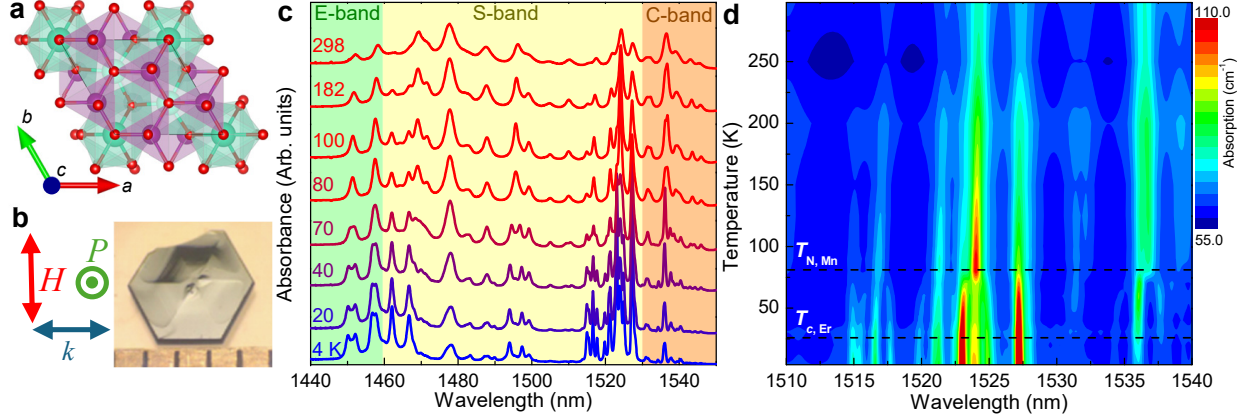 a
b
c
a
b
H
P
k
c
E-band
S-band
C-band
298
182
100
80
70
40
20
4 K
Absorbance (Arb. units)
1440 1460 1480 1500 1520 1540
Wavelength (nm)
d
Temperature (K)
250
200
150
100
50
T_N, Mn
T_c, Er
1510 1515 1520 1525 1530 1535 1540
Wavelength (nm)
110.0
55.0
Absorption (cm⁻¹)